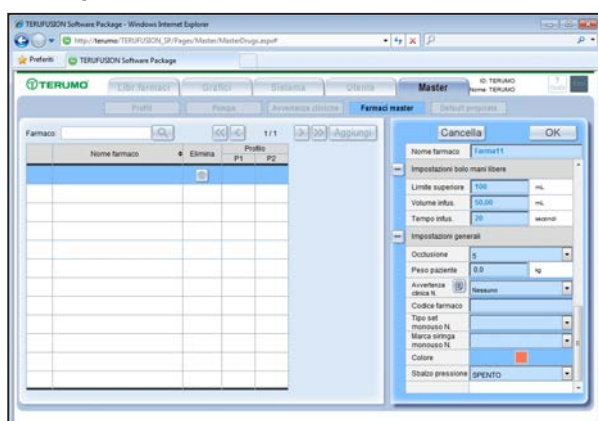 TERUFUSION Software Package - Windows Internet Explorer
http://terumo/TERUFUSION_SP/Pages/Master/MasterDrugs.aspx#
Preferiti TERUFUSION Software Package
TERUMO Libr.farmaci Grafici Sistema Utente Master ID: TERUMO
Nome: TERUMO
Profili Pompa Avvertenze cliniche Farmaci master Default proprietà
Farmaco: << < 1/1 > >> Aggiungi
Nome farmaco Elimina Profilo
P1 P2
Cancella OK
Nome farmaco Farma11
Impostazioni bolo mani libere
Limite superiore 100 mL
Volume infus. 50,00 mL
Tempo infus. 20 secondi
Impostazioni generali
Occlusione 5
Peso paziente 0,0 kg
Avvertenza clinica N. Nessuno
Codice farmaco
Tipo set monouso N.
Marca siringa monouso N.
Colore
Sbalzo pressione SPENTO